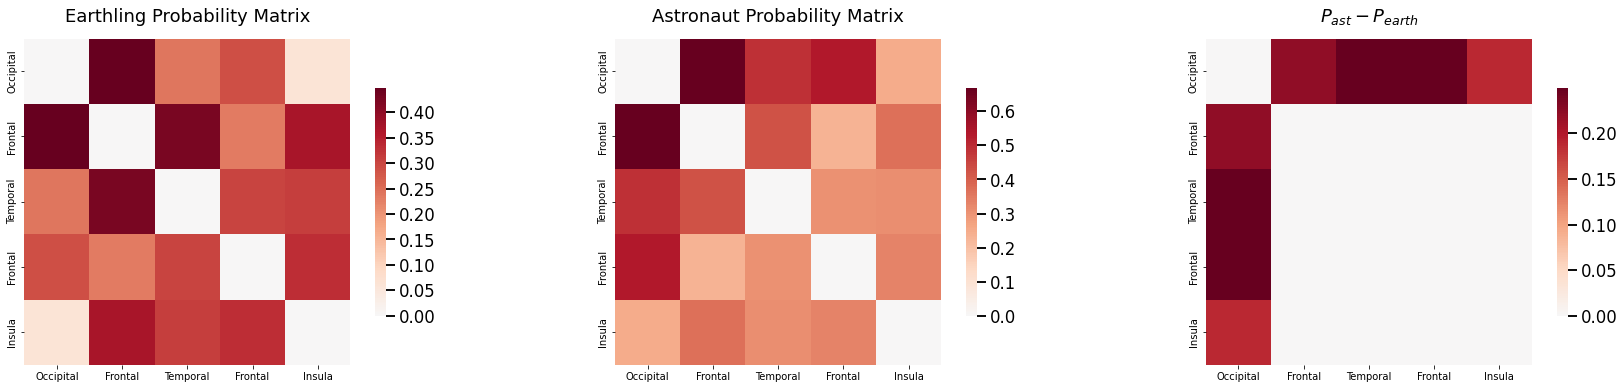 Earthling Probability Matrix
Occipital
Frontal
Temporal
Frontal
Insula
Occipital Frontal Temporal Frontal Insula
0.40
0.35
0.30
0.25
0.20
0.15
0.10
0.05
0.00
Astronaut Probability Matrix
Occipital
Frontal
Temporal
Frontal
Insula
Occipital Frontal Temporal Frontal Insula
0.6
0.5
0.4
0.3
0.2
0.1
0.0
P_ast − P_earth
Occipital
Frontal
Temporal
Frontal
Insula
Occipital Frontal Temporal Frontal Insula
0.20
0.15
0.10
0.05
0.00